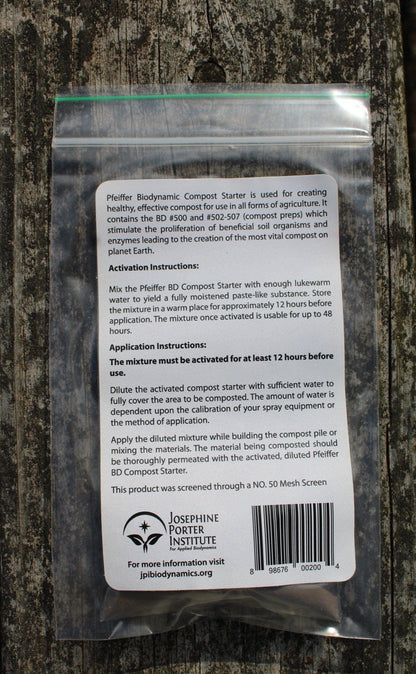 Pfeiffer Biodynamic Compost Starter is used for creating
healthy, effective compost for use in all forms of agriculture. It
contains the BD #500 and #502-507 (compost preps) which
stimulate the proliferation of beneficial soil organisms and
enzymes leading to the creation of the most vital compost on
planet Earth.
Activation Instructions:
Mix the Pfeiffer BD Compost Starter with enough lukewarm
water to yield a fully moistened paste-like substance. Store
the mixture in a warm place for approximately 12 hours before
application. The mixture once activated is usable for up to 48
hours.
Application Instructions:
The mixture must be activated for at least 12 hours before
use.
Dilute the activated compost starter with sufficient water to
fully cover the area to be composted. The amount of water is
dependent upon the calibration of your spray equipment or
the method of application.
Apply the diluted mixture while building the compost pile or
mixing the materials. The material being composted should
be thoroughly permeated with the activated, diluted Pfeiffer
BD Compost Starter.
This product was screened through a NO. 50 Mesh Screen
JOSEPHINE
PORTER
INSTITUTE
For Applied Biodynamics
For more information visit
jpibiodynamics.org
8 98676 00200 4